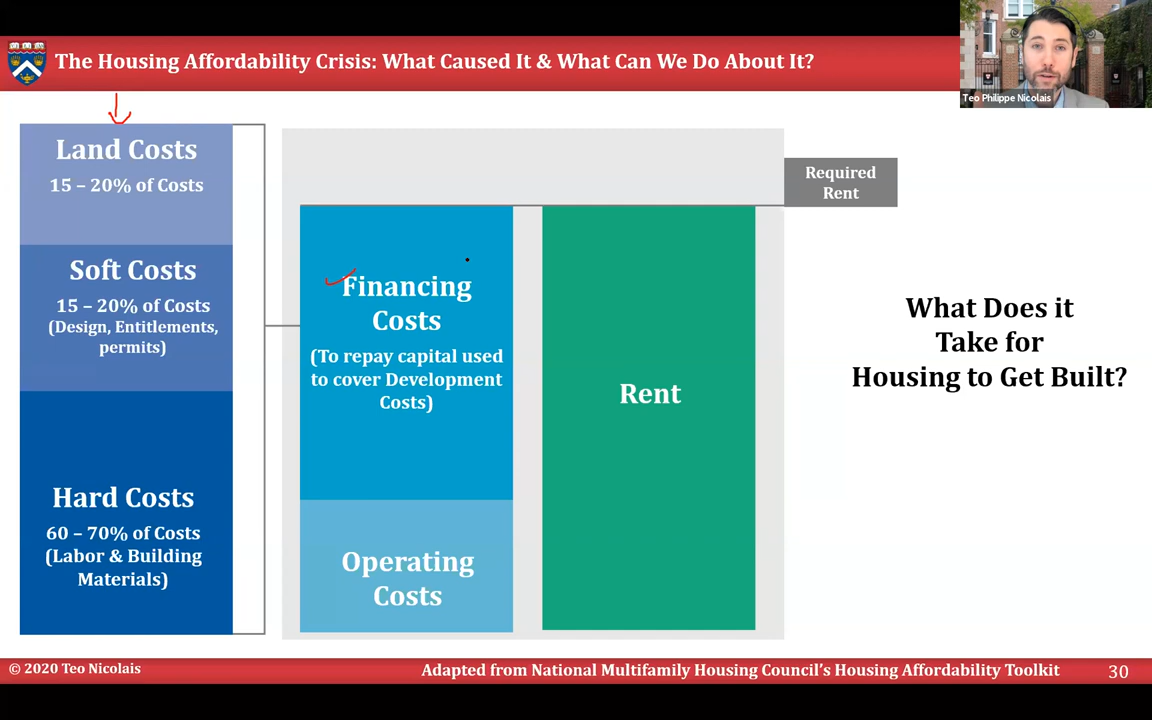 The Housing Affordability Crisis: What Caused It & What Can We Do About It?
Teo Philippe Nicolais
Land Costs
15 – 20% of Costs
Soft Costs
15 – 20% of Costs
(Design, Entitlements,
permits)
Hard Costs
60 – 70% of Costs
(Labor & Building
Materials)
Financing
Costs
(To repay capital used
to cover Development
Costs)
Operating
Costs
Rent
Required
Rent
What Does it
Take for
Housing to Get Built?
© 2020 Teo Nicolais
Adapted from National Multifamily Housing Council's Housing Affordability Toolkit
30